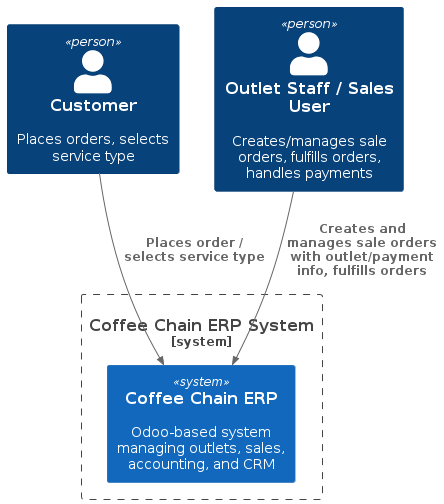 «person»
Customer
Places orders, selects
service type
«person»
Outlet Staff / Sales
User
Creates/manages sale
orders, fulfills orders,
handles payments
Places order /
selects service type
Creates and
manages sale orders
with outlet/payment
info, fulfills orders
Coffee Chain ERP System
[system]
«system»
Coffee Chain ERP
Odoo-based system
managing outlets, sales,
accounting, and CRM